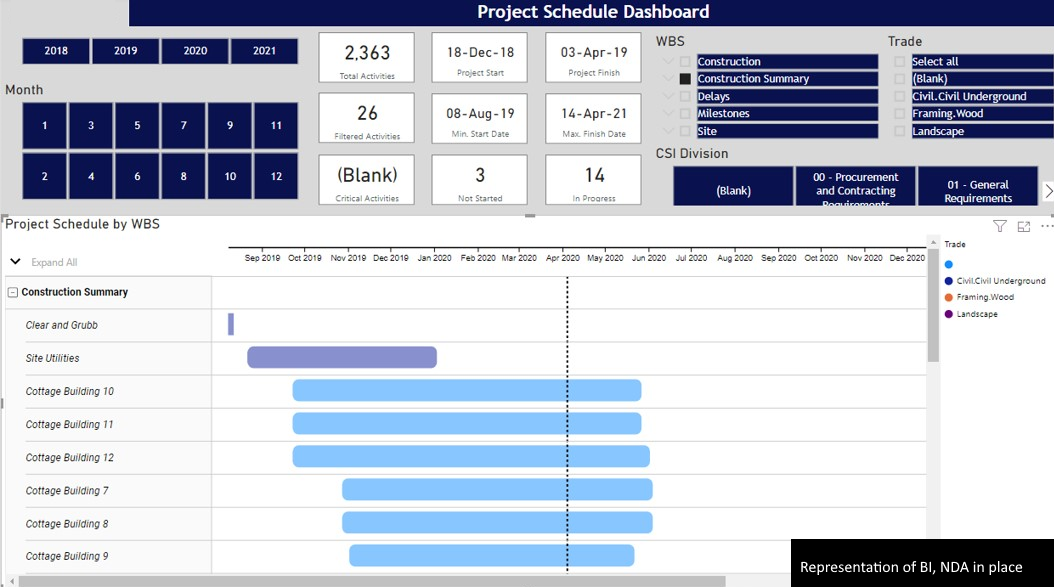 Project Schedule Dashboard
2018 2019 2020 2021
Month
1 3 5 7 9 11
2 4 6 8 10 12
2,363
Total Activities
18-Dec-18
Project Start
03-Apr-19
Project Finish
26
Filtered Activities
08-Aug-19
Min. Start Date
14-Apr-21
Max. Finish Date
(Blank)
Critical Activities
3
Not Started
14
In Progress
WBS
Construction
Construction Summary
Delays
Milestones
Site
Trade
Select all
(Blank)
Civil.Civil Underground
Framing.Wood
Landscape
CSI Division
(Blank)
00 - Procurement
and Contracting
Requirements
01 - General
Requirements
Project Schedule by WBS
Expand All
Sep 2019 Oct 2019 Nov 2019 Dec 2019 Jan 2020 Feb 2020 Mar 2020 Apr 2020 May 2020 Jun 2020 Jul 2020 Aug 2020 Sep 2020 Oct 2020 Nov 2020 Dec 2020
Construction Summary
Clear and Grubb
Site Utilities
Cottage Building 10
Cottage Building 11
Cottage Building 12
Cottage Building 7
Cottage Building 8
Cottage Building 9
Trade
Civil.Civil Underground
Framing.Wood
Landscape
Representation of BI, NDA in place